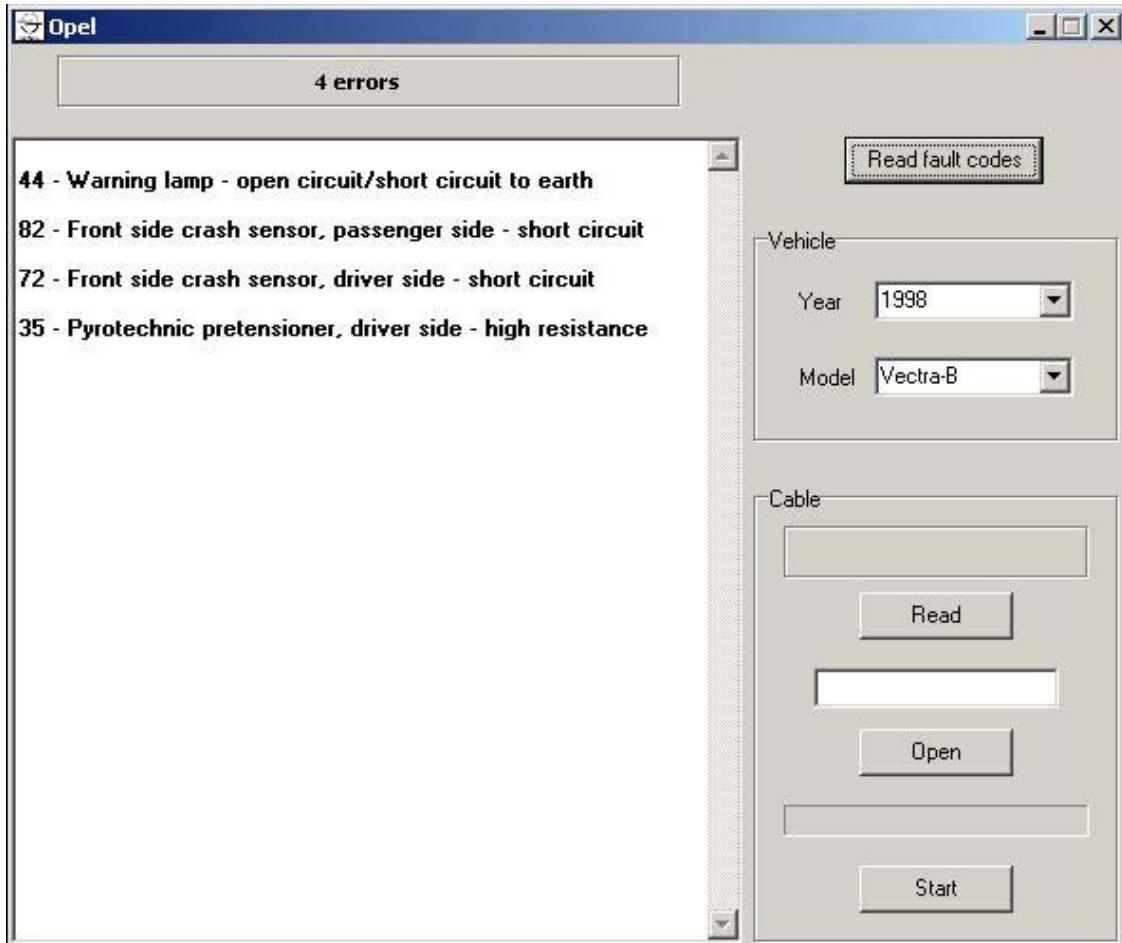 Opel
4 errors
Read fault codes
44 - Warning lamp - open circuit/short circuit to earth
82 - Front side crash sensor, passenger side - short circuit
72 - Front side crash sensor, driver side - short circuit
35 - Pyrotechnic pretensioner, driver side - high resistance
Vehicle
Year 1998
Model Vectra-B
Cable
Read
Open
Start